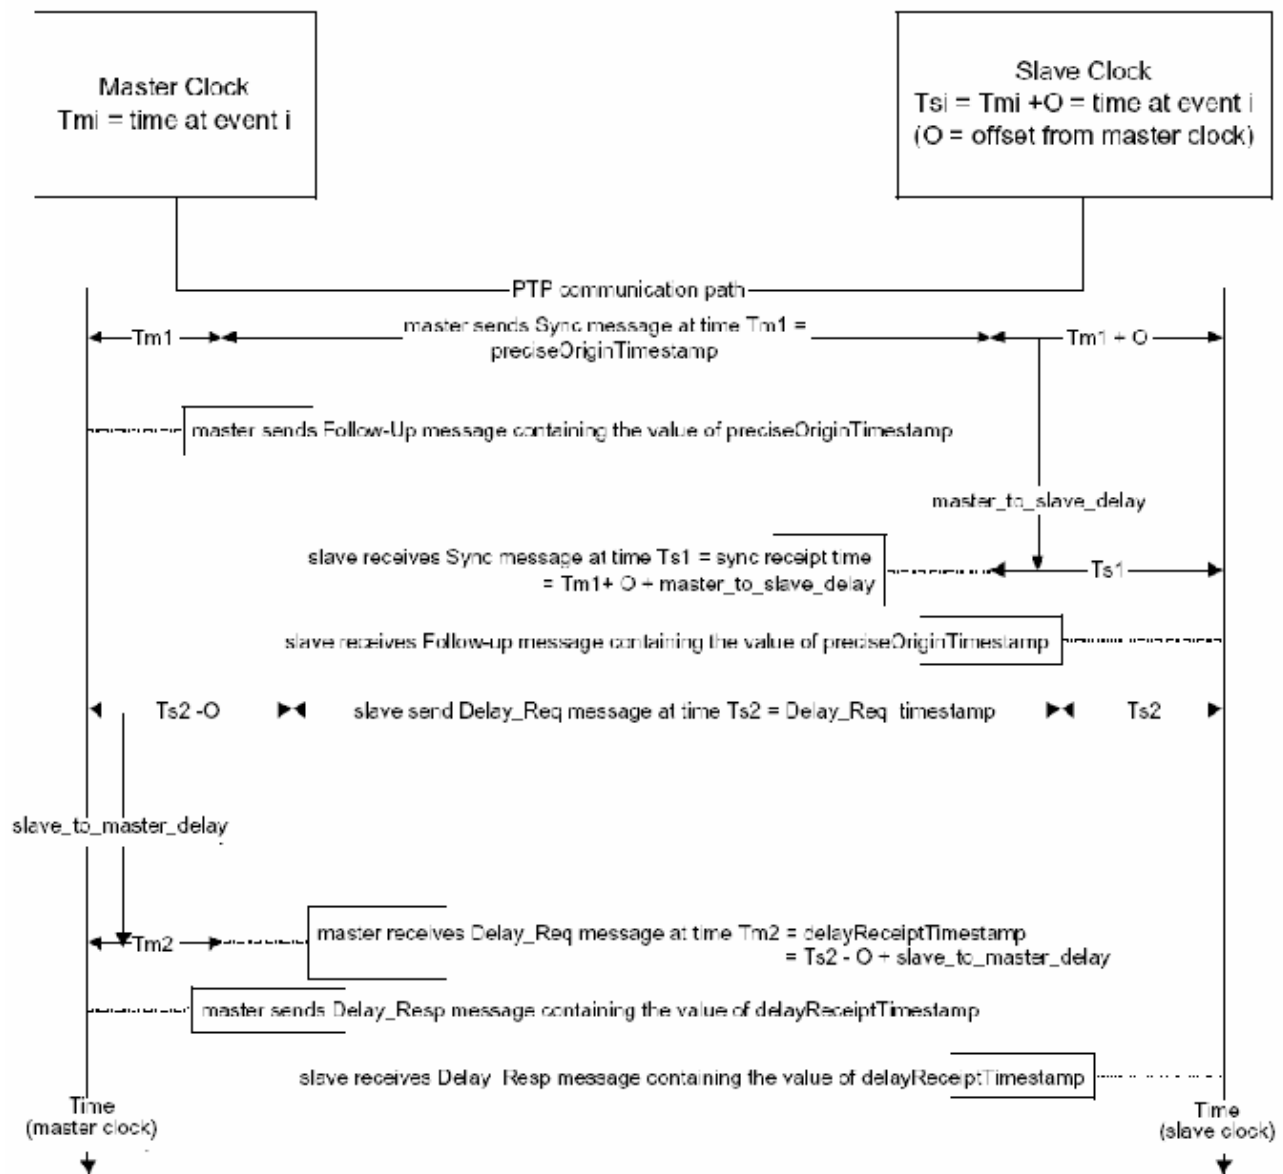 Master Clock
Tmi = time at event i
Slave Clock
Tsi = Tmi +O = time at event i
(O = offset from master clock)
PTP communication path
Tm1
master sends Sync message at time Tm1 =
preciseOriginTimestamp
Tm1 + O
master sends Follow-Up message containing the value of preciseOriginTimestamp
master_to_slave_delay
slave receives Sync message at time Ts1 = sync receipt time
= Tm1+ O + master_to_slave_delay
Ts1
slave receives Follow-up message containing the value of preciseOriginTimestamp
Ts2 -O
slave send Delay_Req message at time Ts2 = Delay_Req timestamp
Ts2
slave_to_master_delay
Tm2
master receives Delay_Req message at time Tm2 = delayReceiptTimestamp
= Ts2 - O + slave_to_master_delay
master sends Delay_Resp message containing the value of delayReceiptTimestamp
slave receives Delay Resp message containing the value of delayReceiptTimestamp
Time
(master clock)
Time
(slave clock)